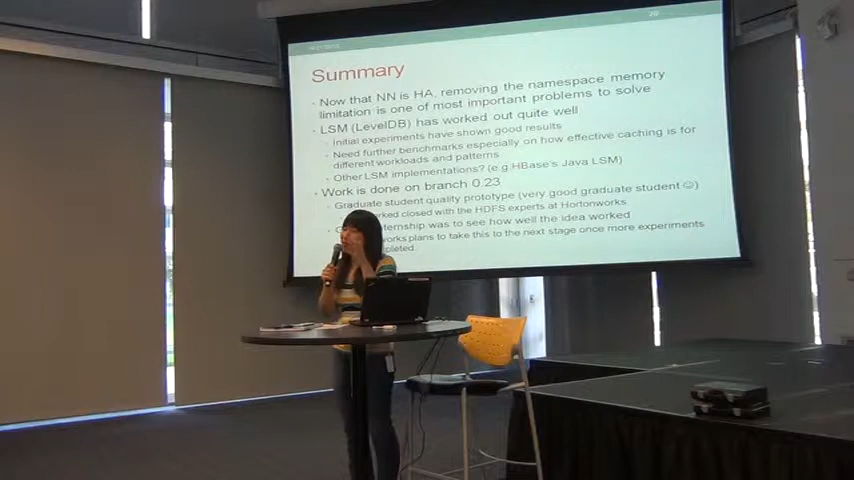 Summary
• Now that NN is HA, removing the namespace memory
limitation is one of most important problems to solve
• LSM (LevelDB) has worked out quite well
• Initial experiments have shown good results
• Need further benchmarks especially on how effective caching is for
different workloads and patterns
• Other LSM implementations? (e.g. HBase's Java LSM)
• Work is done on branch 0.23
• Graduate student quality prototype (very good graduate student ☺)
worked closed with the HDFS experts at Hortonworks
internship was to see how well the idea worked
plans to take this to the next stage once more experiments